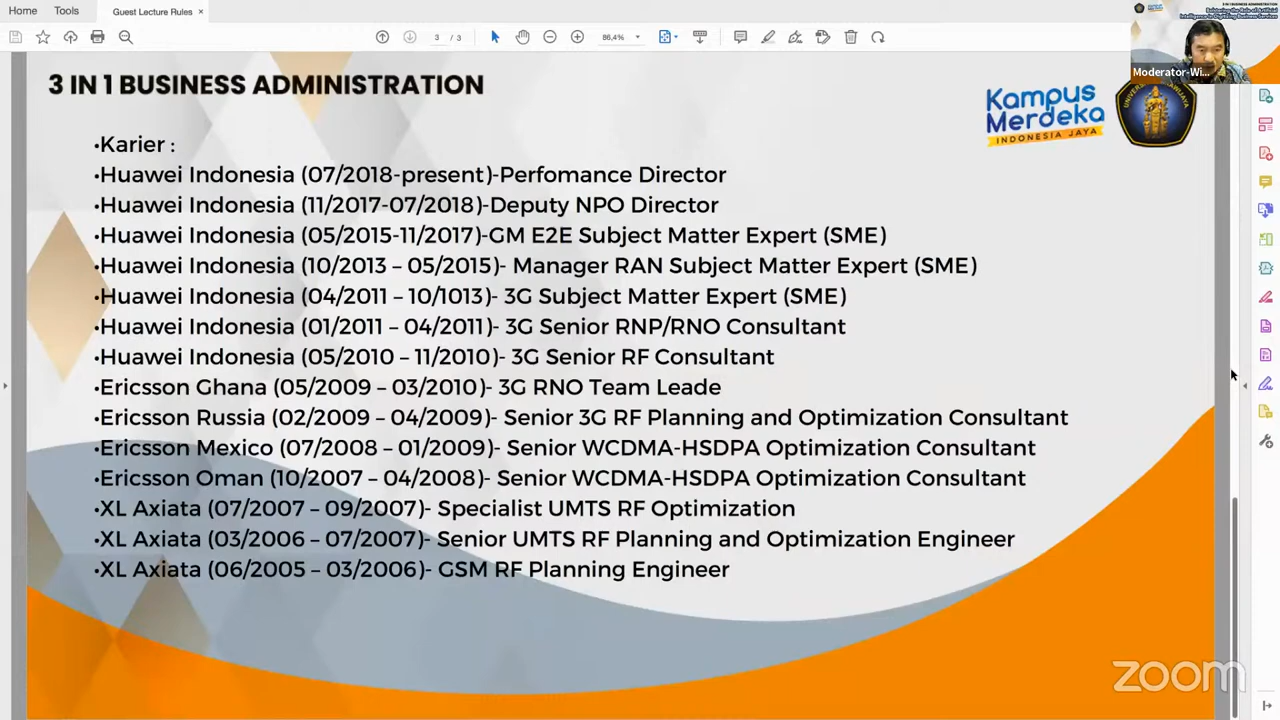 Home
Tools
Guest Lecture Rules ×
3 / 3
86,4%
3 IN 1 BUSINESS ADMINISTRATION
Moderator-Wi...
3 IN 1 BUSINESS ADMINISTRATION
Kampus
Merdeka
INDONESIA JAYA
•Karier :
•Huawei Indonesia (07/2018-present)-Perfomance Director
•Huawei Indonesia (11/2017-07/2018)-Deputy NPO Director
•Huawei Indonesia (05/2015-11/2017)-GM E2E Subject Matter Expert (SME)
•Huawei Indonesia (10/2013 – 05/2015)- Manager RAN Subject Matter Expert (SME)
•Huawei Indonesia (04/2011 – 10/1013)- 3G Subject Matter Expert (SME)
•Huawei Indonesia (01/2011 – 04/2011)- 3G Senior RNP/RNO Consultant
•Huawei Indonesia (05/2010 – 11/2010)- 3G Senior RF Consultant
•Ericsson Ghana (05/2009 – 03/2010)- 3G RNO Team Leade
•Ericsson Russia (02/2009 – 04/2009)- Senior 3G RF Planning and Optimization Consultant
•Ericsson Mexico (07/2008 – 01/2009)- Senior WCDMA-HSDPA Optimization Consultant
•Ericsson Oman (10/2007 – 04/2008)- Senior WCDMA-HSDPA Optimization Consultant
•XL Axiata (07/2007 – 09/2007)- Specialist UMTS RF Optimization
•XL Axiata (03/2006 – 07/2007)- Senior UMTS RF Planning and Optimization Engineer
•XL Axiata (06/2005 – 03/2006)- GSM RF Planning Engineer
zoom